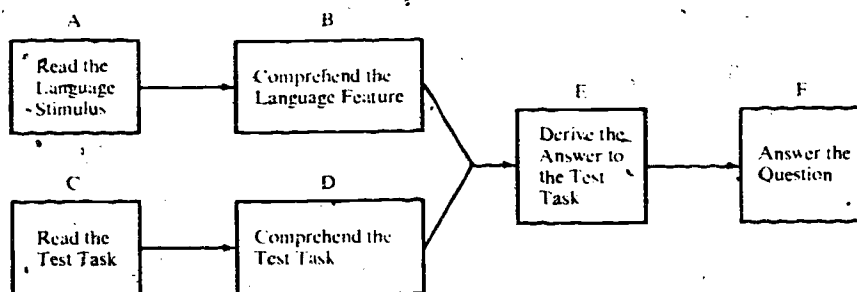 A
B
Read the
Language
Stimulus
Comprehend the
Language Feature
E
F
Derive the
Answer to
the Test
Task
Answer the
Question
C
D
Read the
Test Task
Comprehend the
Test Task